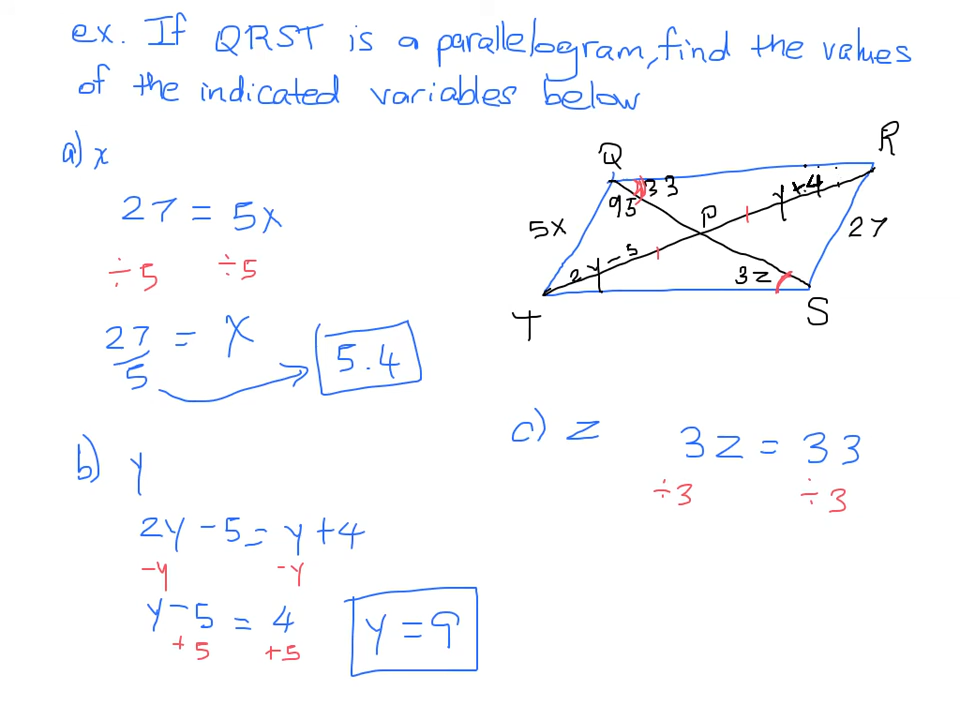 ex. If QRST is a parallelogram, find the values
of the indicated variables below
a) x
27 = 5x
÷5 ÷5
27/5 = x
5.4
Q
R
33
95
5x
P
y+4
27
2y-5
3z
T
S
b) y
2y - 5 = y + 4
-y -y
y - 5 = 4
+5 +5
y = 9
c) z
3z = 33
÷3 ÷3